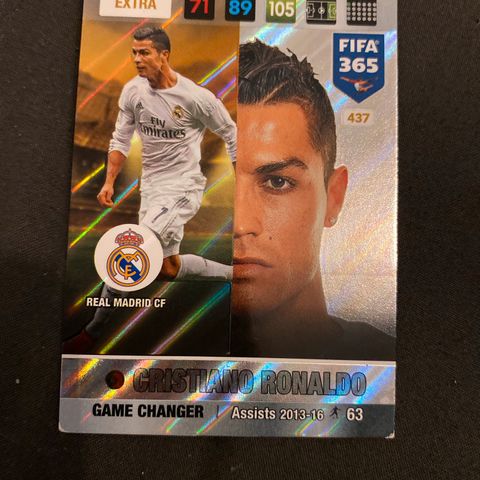 EXTRA 71 89 105
FIFA
365
437
Fly
Emirates
7
REAL MADRID CF
CRISTIANO RONALDO
GAME CHANGER | Assists 2013-16 63